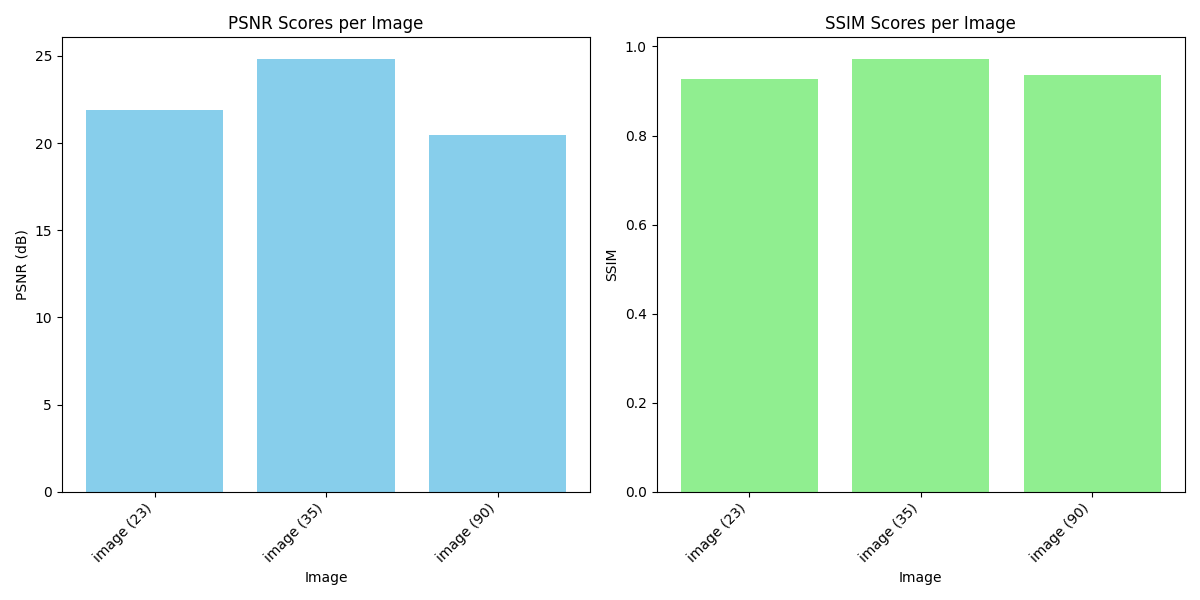 PSNR Scores per Image
25
20
15
10
5
0
PSNR (dB)
image (23)
image (35)
image (90)
Image
SSIM Scores per Image
1.0
0.8
0.6
0.4
0.2
0.0
SSIM
image (23)
image (35)
image (90)
Image